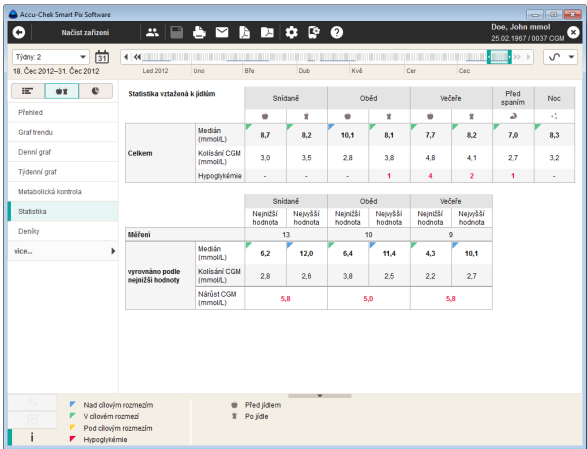 Accu-Chek Smart Pix Software
Načíst zařízení
Doe, John mmol
25.02.1967 / 0037 CGM
Týdny: 2
31
18. Čec 2012–31. Čec 2012
Led 2012 Úno Bře Dub Kvě Čer Čec
Přehled
Graf trendu
Denní graf
Týdenní graf
Metabolická kontrola
Statistika
Deníky
více...
Statistika vztažená k jídlům
Snídaně Oběd Večeře Před spaním Noc
Celkem
Medián (mmol/L) 8,7 8,2 10,1 8,1 7,7 8,2 7,0 8,3
Kolísání CGM (mmol/L) 3,0 3,5 2,8 3,8 4,8 4,1 2,7 3,2
Hypoglykémie - - - 1 4 2 1 -
Snídaně Oběd Večeře
Nejnižší hodnota Nejvyšší hodnota Nejnižší hodnota Nejvyšší hodnota Nejnižší hodnota Nejvyšší hodnota
Měření 13 10 9
vyrovnáno podle nejnižší hodnoty
Medián (mmol/L) 6,2 12,0 6,4 11,4 4,3 10,1
Kolísání CGM (mmol/L) 2,8 2,6 3,8 2,5 2,2 2,7
Nárůst CGM (mmol/L) 5,8 5,0 5,8
Nad cílovým rozmezím
V cílovém rozmezí
Pod cílovým rozmezím
Hypoglykémie
Před jídlem
Po jídle
i